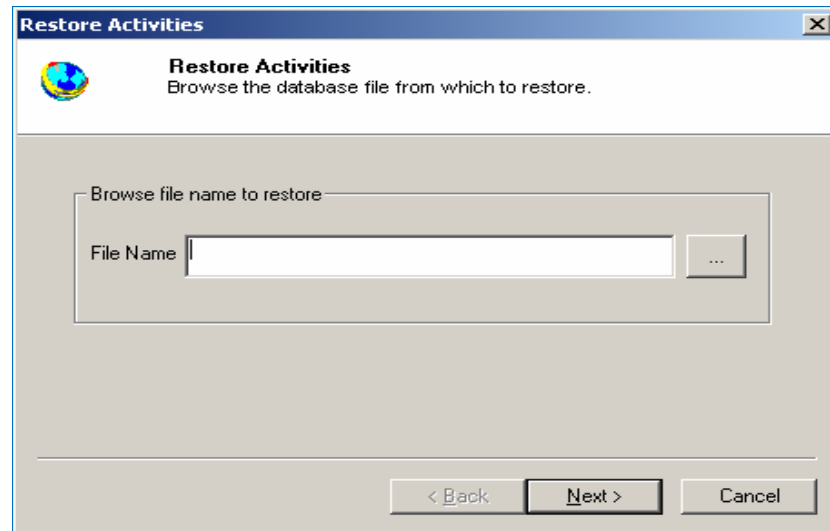 Restore Activities
Restore Activities
Browse the database file from which to restore.
Browse file name to restore
File Name
...
< Back
Next >
Cancel